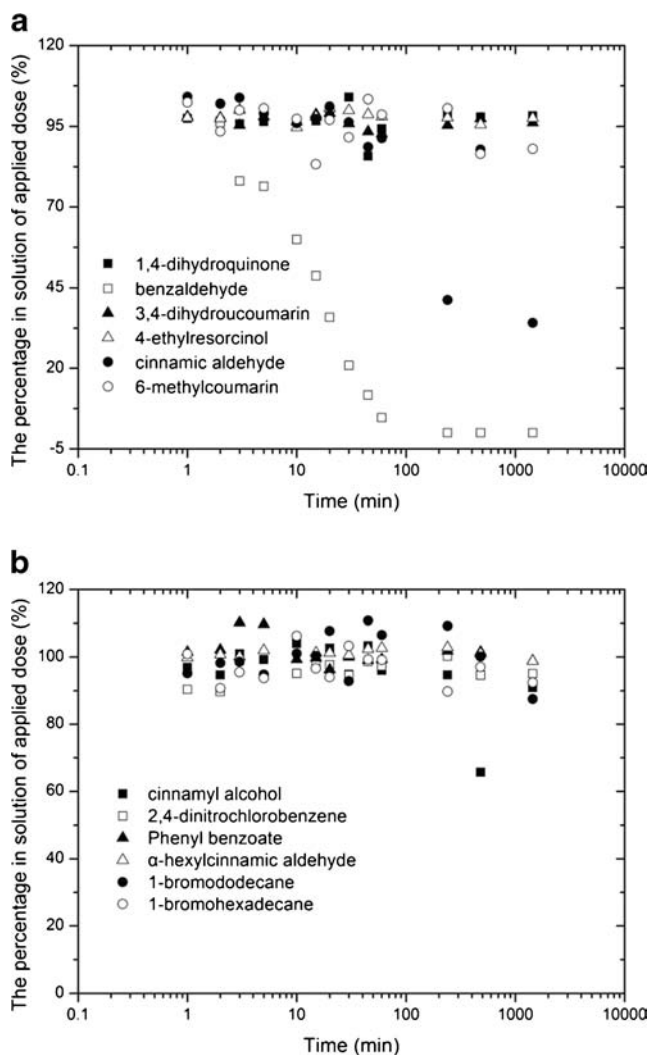 a
The percentage in solution of applied dose (%)
120
95
70
45
20
-5
1,4-dihydroquinone
benzaldehyde
3,4-dihydroucoumarin
4-ethylresorcinol
cinnamic aldehyde
6-methylcoumarin
0.1 1 10 100 1000 10000
Time (min)
b
The percentage in solution of applied dose (%)
120
100
80
60
40
20
0
cinnamyl alcohol
2,4-dinitrochlorobenzene
Phenyl benzoate
α-hexylcinnamic aldehyde
1-bromododecane
1-bromohexadecane
0.1 1 10 100 1000 10000
Time (min)